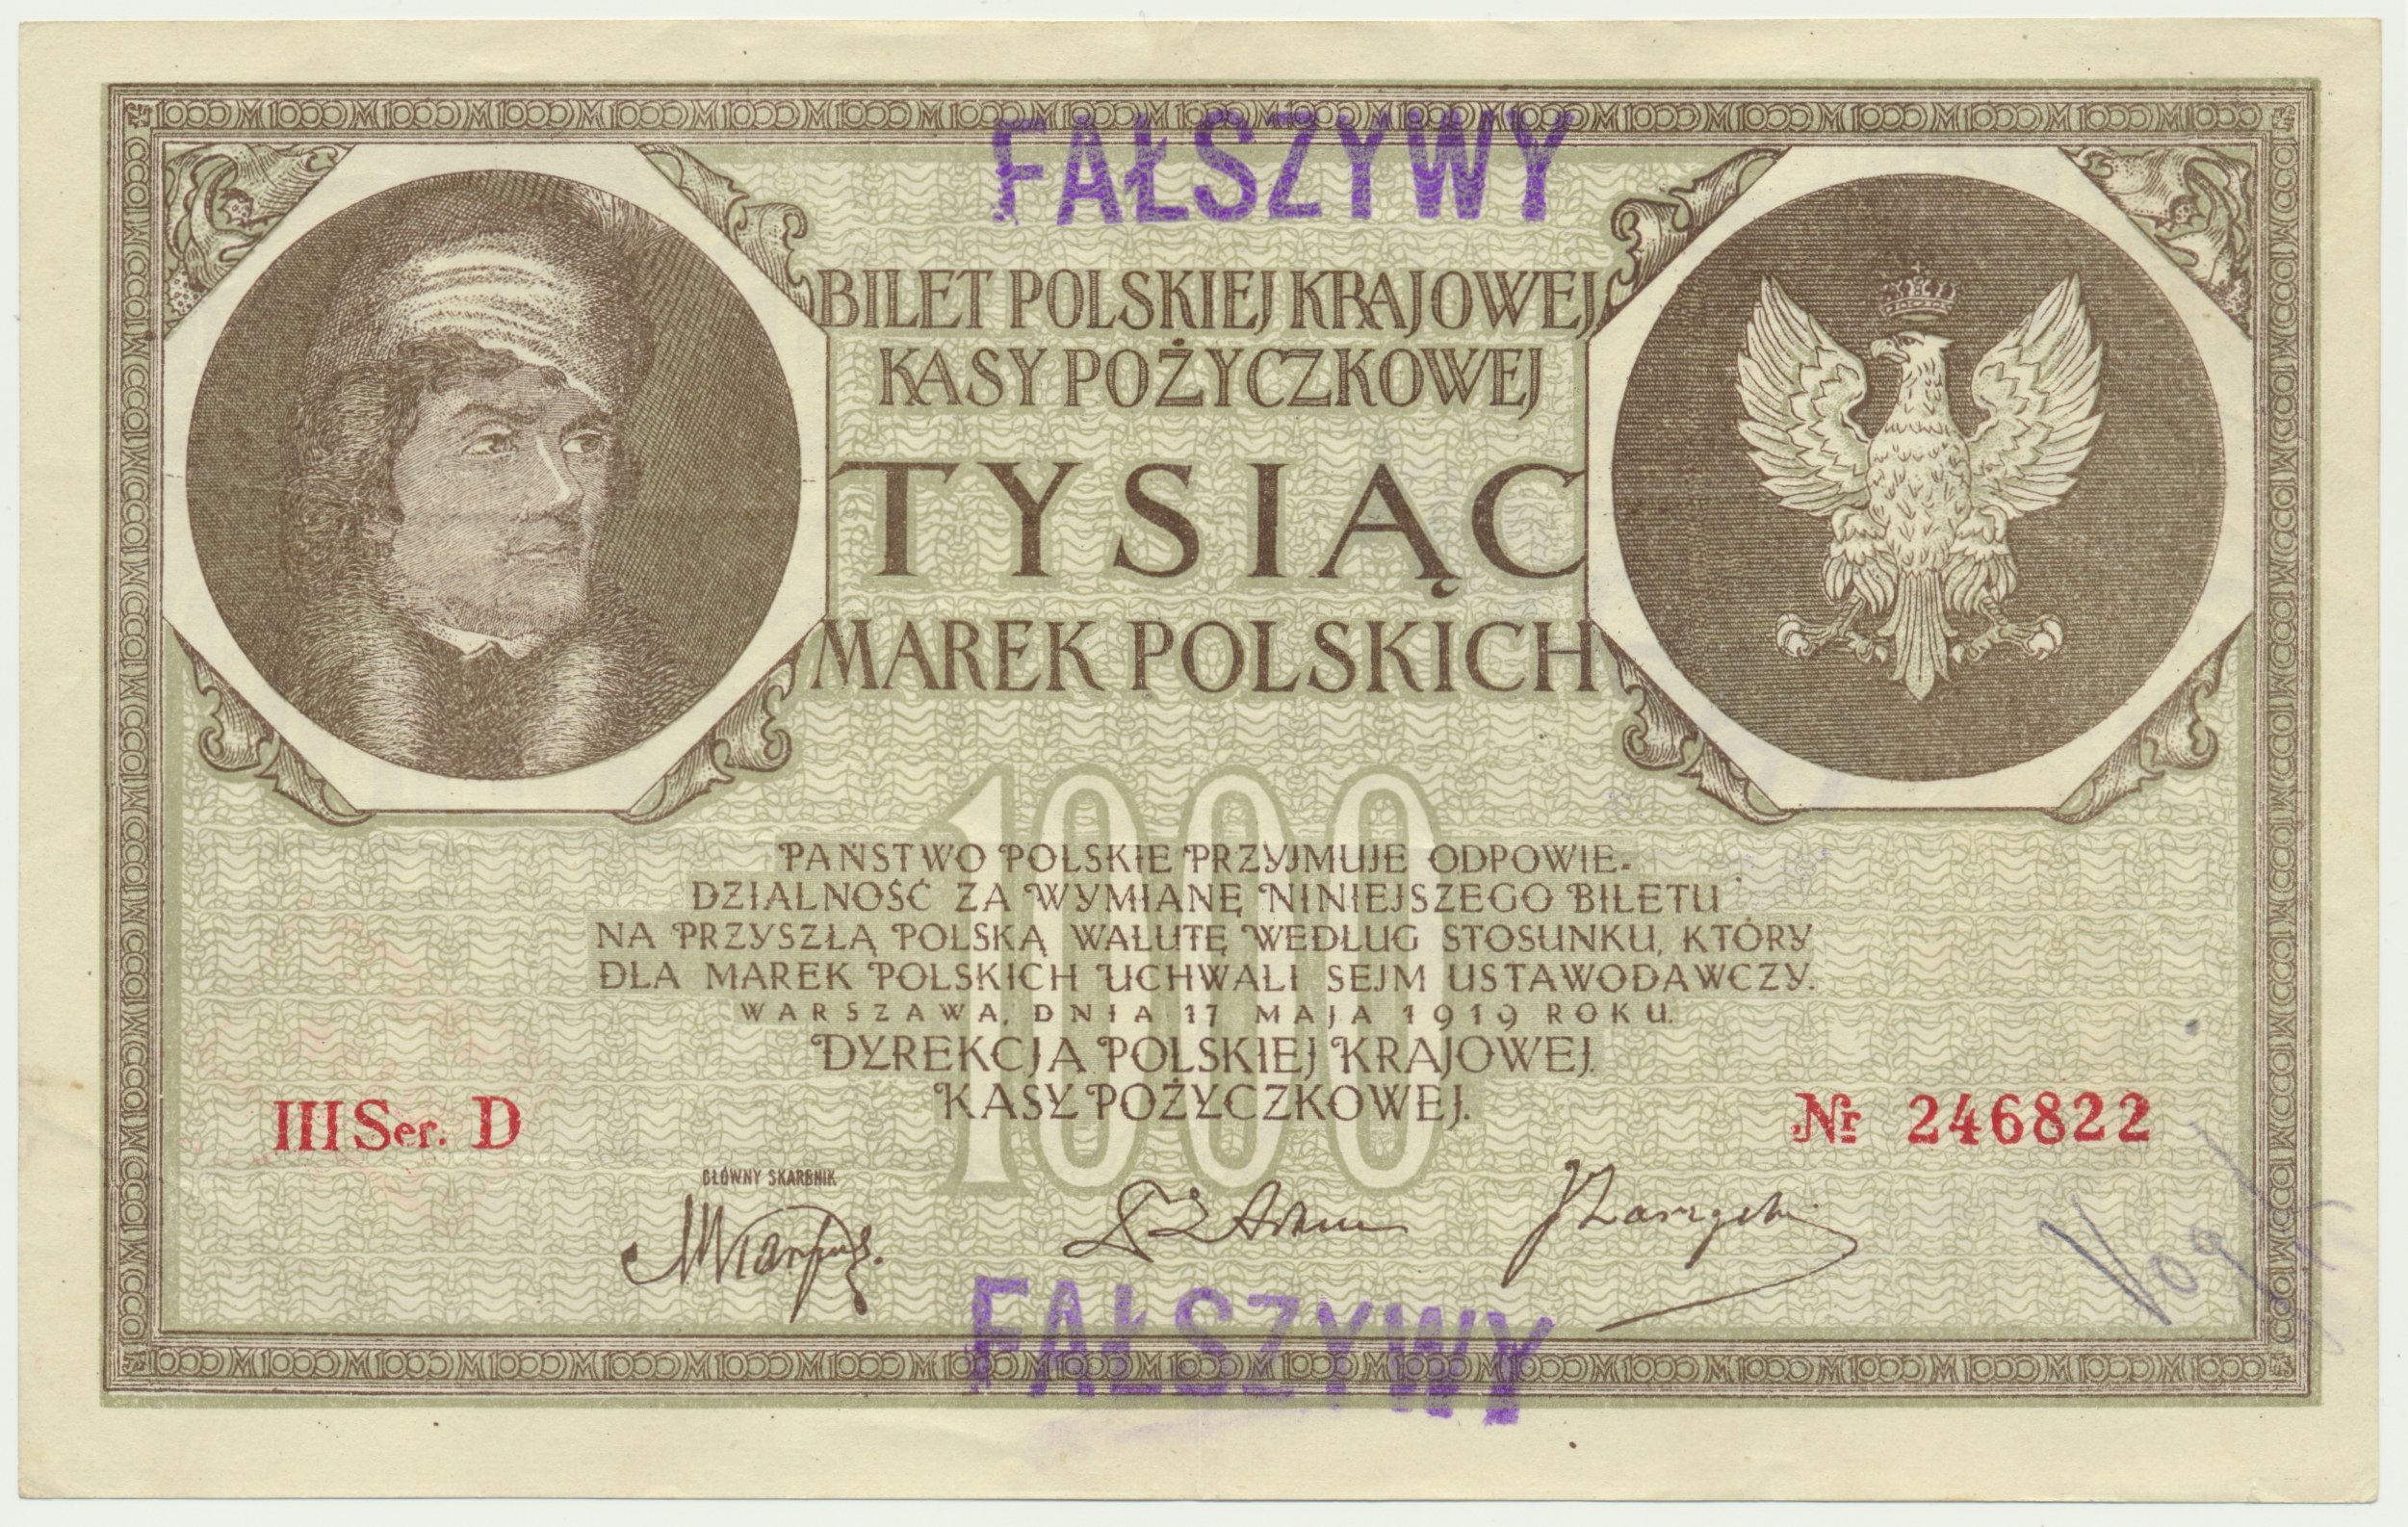 FAŁSZYWY
BILET POLSKIEJ KRAJOWEJ
KASY POŻYCZKOWEJ
TYSIĄC
MAREK POLSKICH
1000
PAŃSTWO POLSKIE PRZYJMUJE ODPOWIE-
DZIALNOŚĆ ZA WYMIANĘ NINIEJSZEGO BILETU
NA PRZYSZŁĄ POLSKĄ WALUTĘ WEDŁUG STOSUNKU, KTÓRY
DLA MAREK POLSKICH UCHWALI SEJM USTAWODAWCZY.
WARSZAWA, DNIA 17 MAJA 1919 ROKU.
DYREKCJA POLSKIEJ KRAJOWEJ
KASY POŻYCZKOWEJ.
III Ser. D
Nr 246822
GŁÓWNY SKARBNIK
FAŁSZYWY